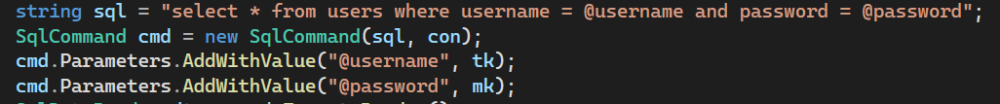 string sql = "select * from users where username = @username and password = @password";
SqlCommand cmd = new SqlCommand(sql, con);
cmd.Parameters.AddWithValue("@username", tk);
cmd.Parameters.AddWithValue("@password", mk);